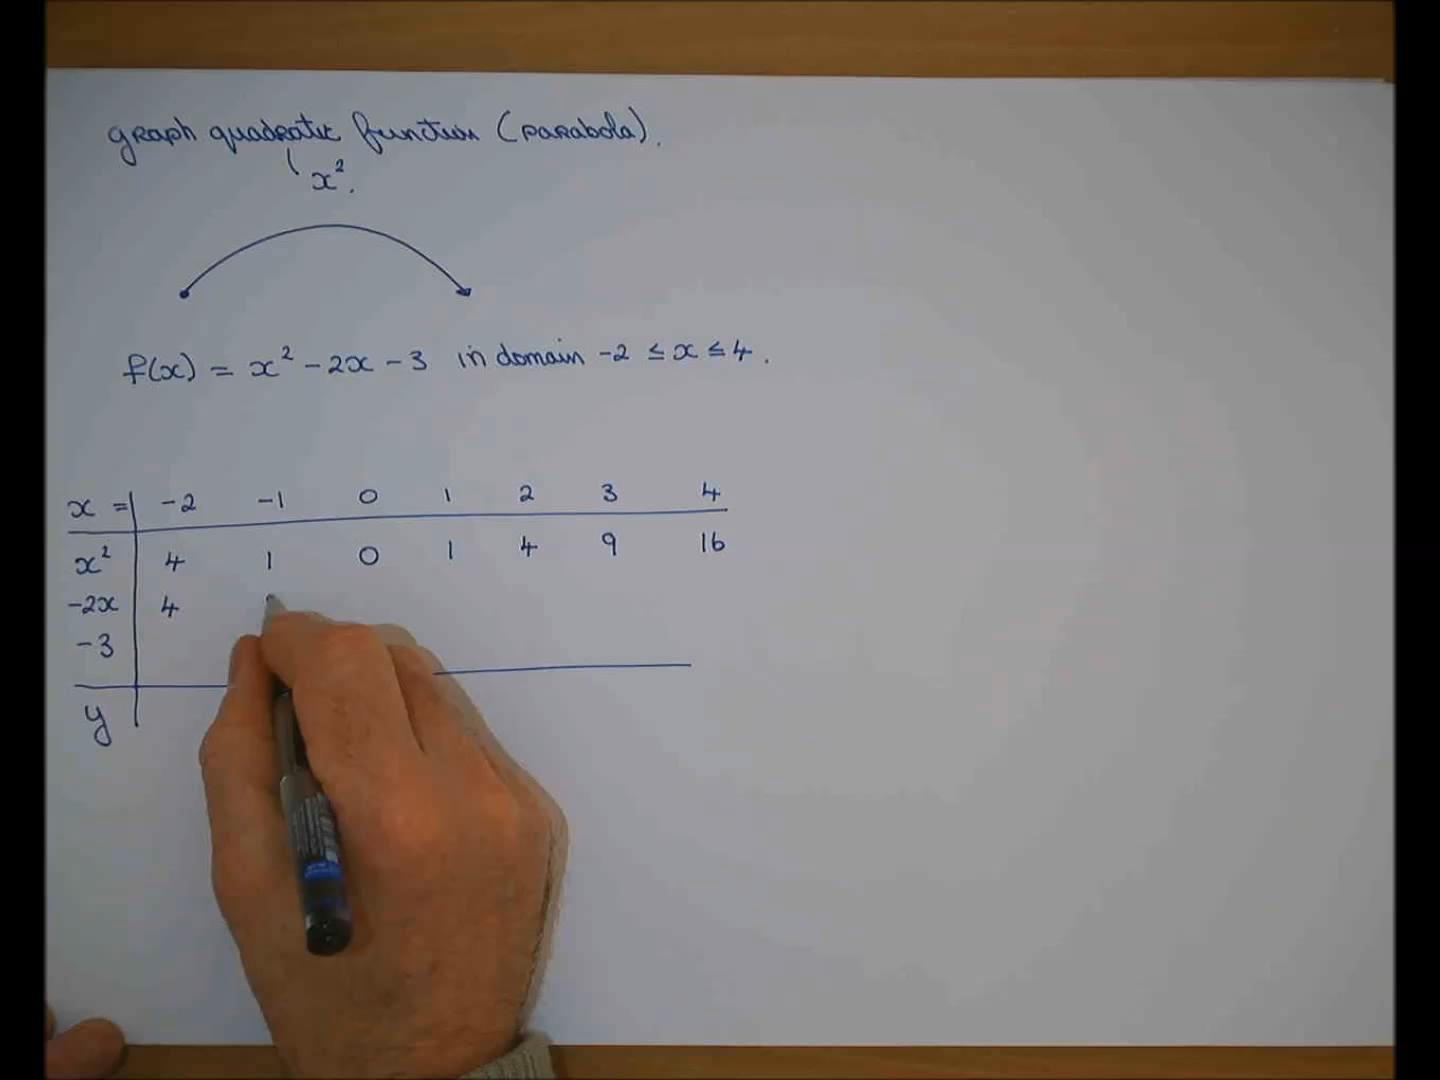 graph quadratic function (parabola).
x².
f(x) = x² - 2x - 3 in domain -2 ≤ x ≤ 4.
x = -2 -1 0 1 2 3 4
x² 4 1 0 1 4 9 16
-2x 4
-3
y